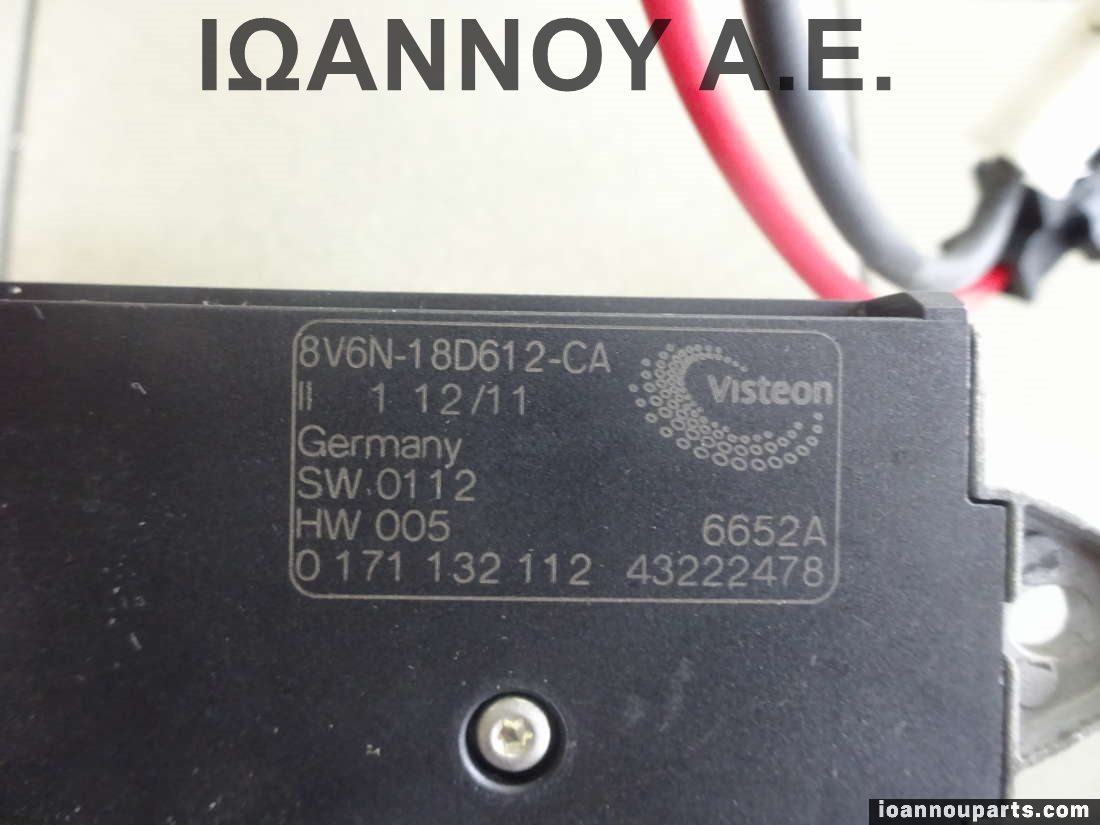 ΙΩΑΝΝΟΥ Α.Ε.
8V6N-18D612-CA
II 1 12/11
Visteon
Germany
SW 0112
HW 005 6652A
0 171 132 112 43222478
ioannouparts.com